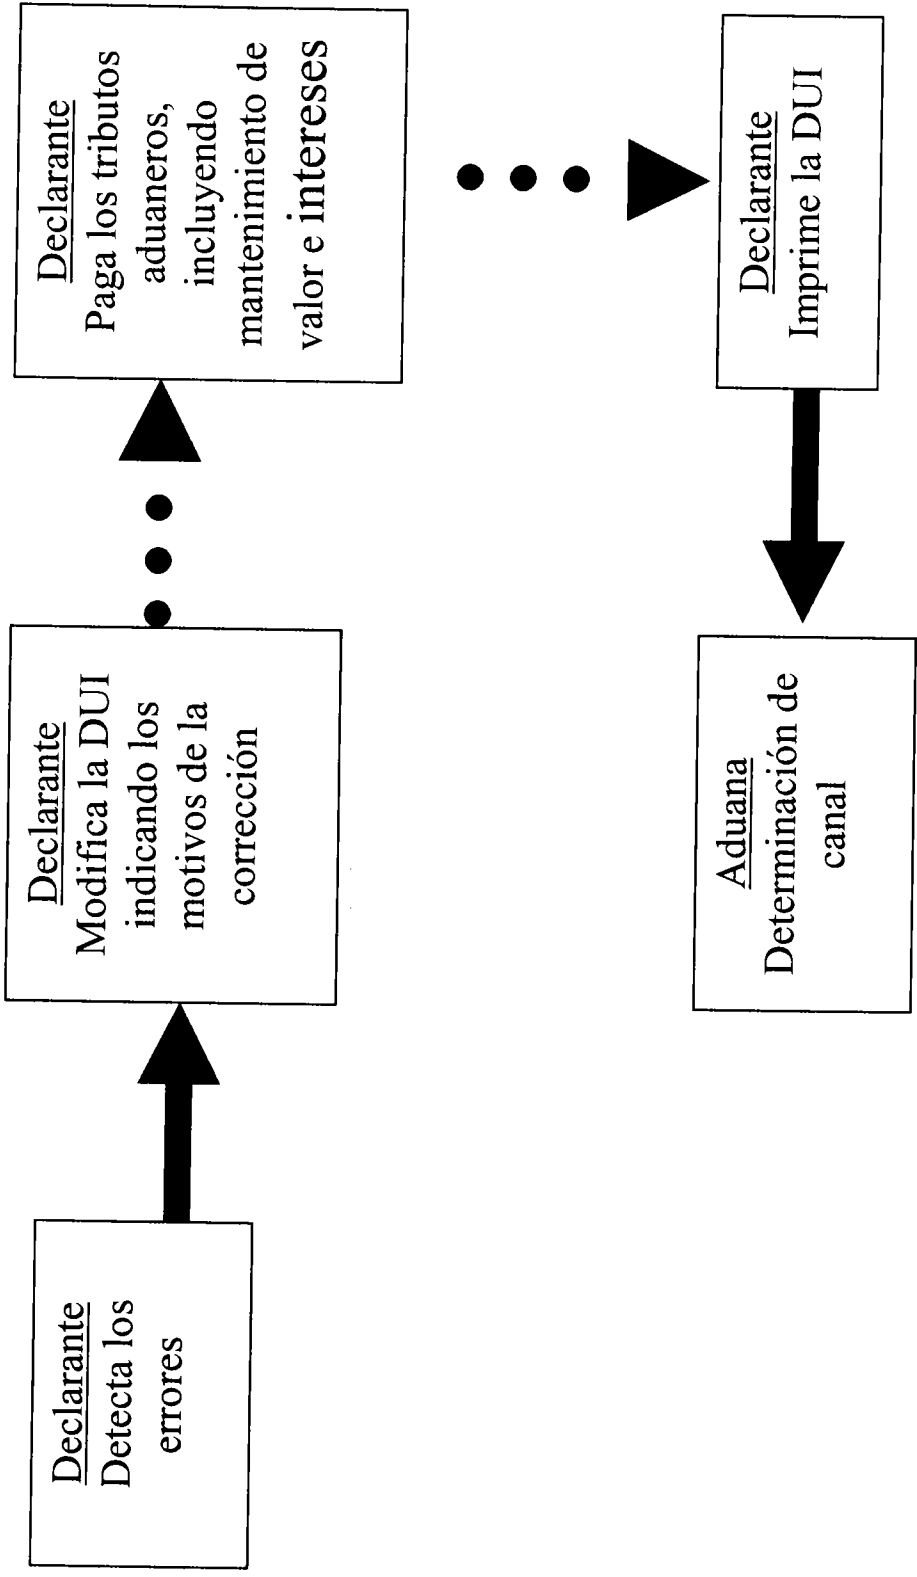 Declarante
Detecta los
errores
Declarante
Modifica la DUI
indicando los
motivos de la
corrección
Declarante
Paga los tributos
aduaneros,
incluyendo
mantenimiento de
valor e intereses
Declarante
Imprime la DUI
Aduana
Determinación de
canal